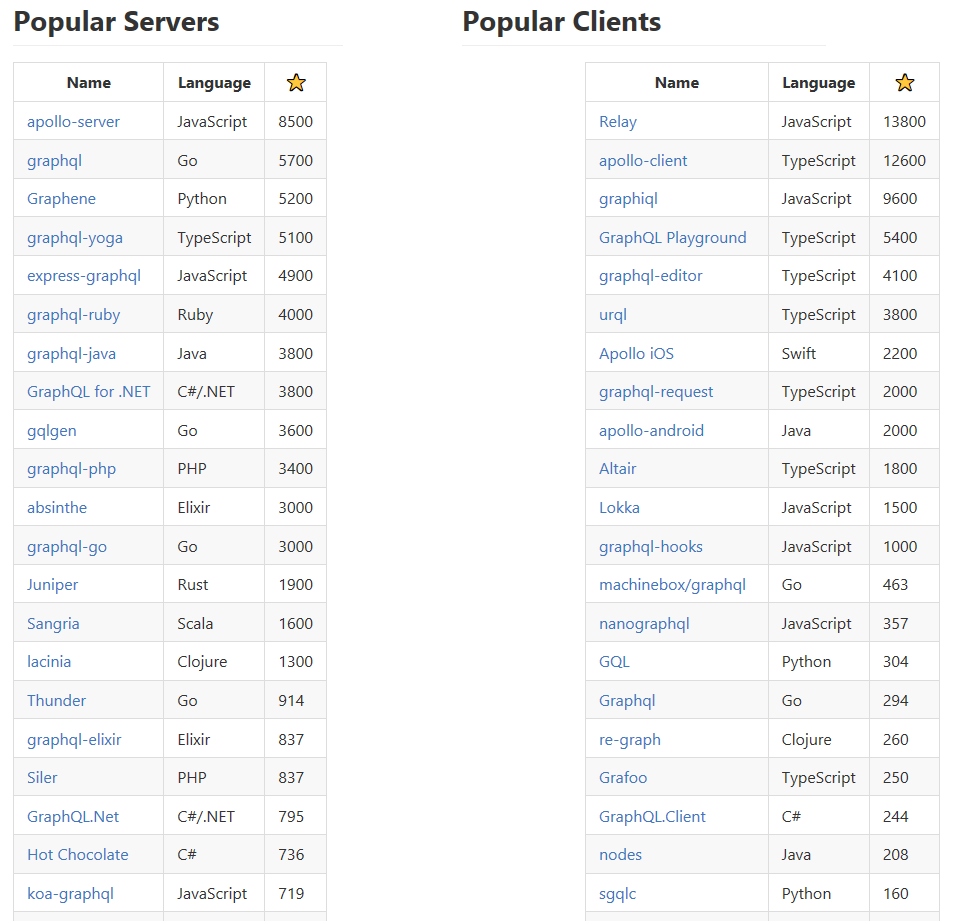 Popular Servers
Name Language ⭐
apollo-server JavaScript 8500
graphql Go 5700
Graphene Python 5200
graphql-yoga TypeScript 5100
express-graphql JavaScript 4900
graphql-ruby Ruby 4000
graphql-java Java 3800
GraphQL for .NET C#/.NET 3800
gqlgen Go 3600
graphql-php PHP 3400
absinthe Elixir 3000
graphql-go Go 3000
Juniper Rust 1900
Sangria Scala 1600
lacinia Clojure 1300
Thunder Go 914
graphql-elixir Elixir 837
Siler PHP 837
GraphQL.Net C#/.NET 795
Hot Chocolate C# 736
koa-graphql JavaScript 719
Popular Clients
Name Language ⭐
Relay JavaScript 13800
apollo-client TypeScript 12600
graphiql JavaScript 9600
GraphQL Playground TypeScript 5400
graphql-editor TypeScript 4100
urql TypeScript 3800
Apollo iOS Swift 2200
graphql-request TypeScript 2000
apollo-android Java 2000
Altair TypeScript 1800
Lokka JavaScript 1500
graphql-hooks JavaScript 1000
machinebox/graphql Go 463
nanographql JavaScript 357
GQL Python 304
Graphql Go 294
re-graph Clojure 260
Grafoo TypeScript 250
GraphQL.Client C# 244
nodes Java 208
sgqlc Python 160